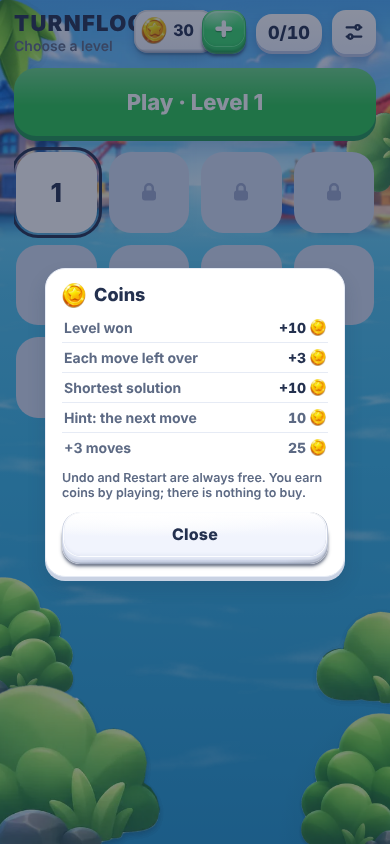 TURNFLO
30
0/10
Choose a level
Play · Level 1
1
Coins
Level won +10
Each move left over +3
Shortest solution +10
Hint: the next move 10
+3 moves 25
Undo and Restart are always free. You earn
coins by playing; there is nothing to buy.
Close